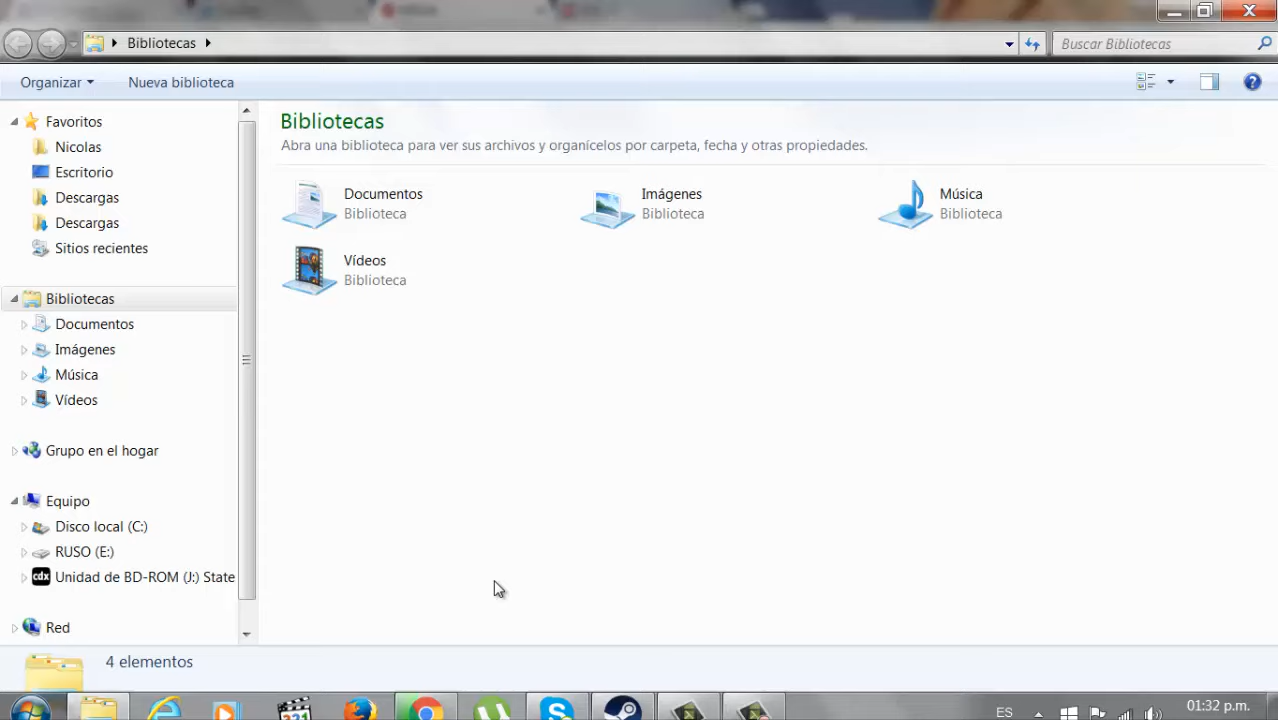 Bibliotecas
Buscar Bibliotecas
Organizar
Nueva biblioteca
Favoritos
Nicolas
Escritorio
Descargas
Descargas
Sitios recientes
Bibliotecas
Documentos
Imágenes
Música
Vídeos
Grupo en el hogar
Equipo
Disco local (C:)
RUSO (E:)
cdx
Unidad de BD-ROM (J:) State
Red
Bibliotecas
Abra una biblioteca para ver sus archivos y organícelos por carpeta, fecha y otras propiedades.
Documentos
Biblioteca
Imágenes
Biblioteca
Música
Biblioteca
Vídeos
Biblioteca
4 elementos
321
ES
01:32 p.m.